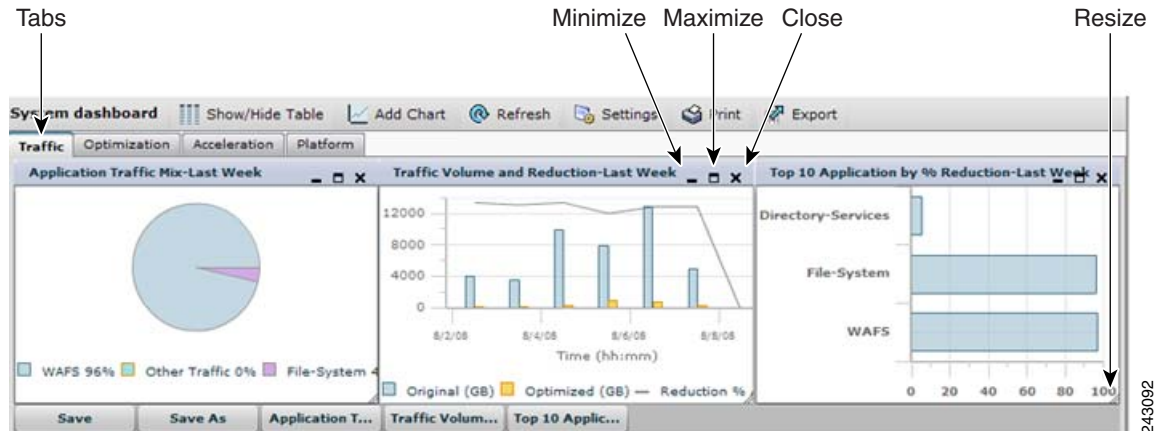 Tabs Minimize Maximize Close Resize
System dashboard Show/Hide Table Add Chart Refresh Settings Print Export
Traffic Optimization Acceleration Platform
Application Traffic Mix-Last Week
WAFS 96% Other Traffic 0% File-System 4
Traffic Volume and Reduction-Last Week
12000
8000
4000
0
8/2/08 8/4/08 8/6/08 8/8/08
Time (hh:mm)
Original (GB) Optimized (GB) Reduction %
Top 10 Application by % Reduction-Last Week
Directory-Services
File-System
WAFS
0 20 40 60 80 100
Save Save As Application T... Traffic Volum... Top 10 Applic...
243092